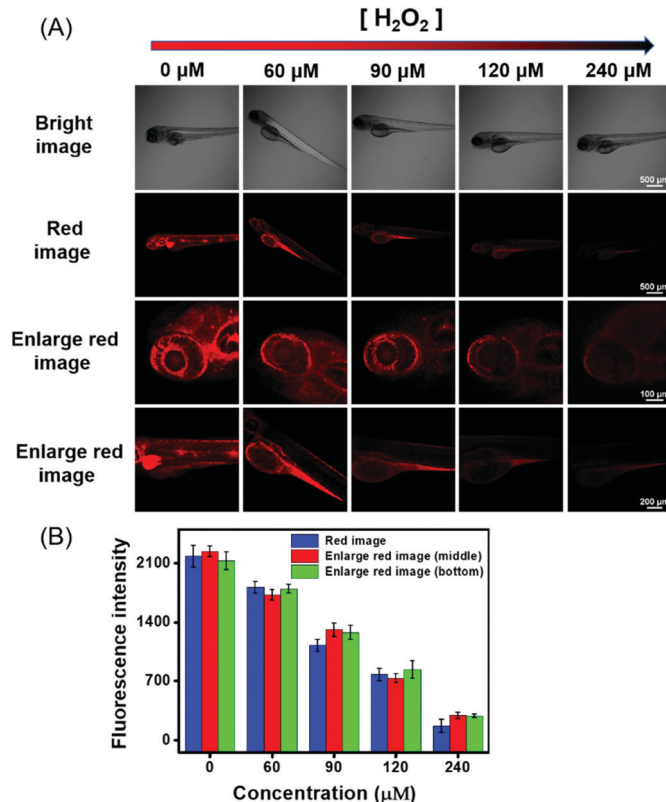 (A)
[ H₂O₂ ]
0 μM 60 μM 90 μM 120 μM 240 μM
Bright
image
500 μm
Red
image
500 μm
Enlarge red
image
100 μm
Enlarge red
image
200 μm
(B)
Fluorescence intensity
2100
1400
700
0
Red image
Enlarge red image (middle)
Enlarge red image (bottom)
0 60 90 120 240
Concentration (μM)